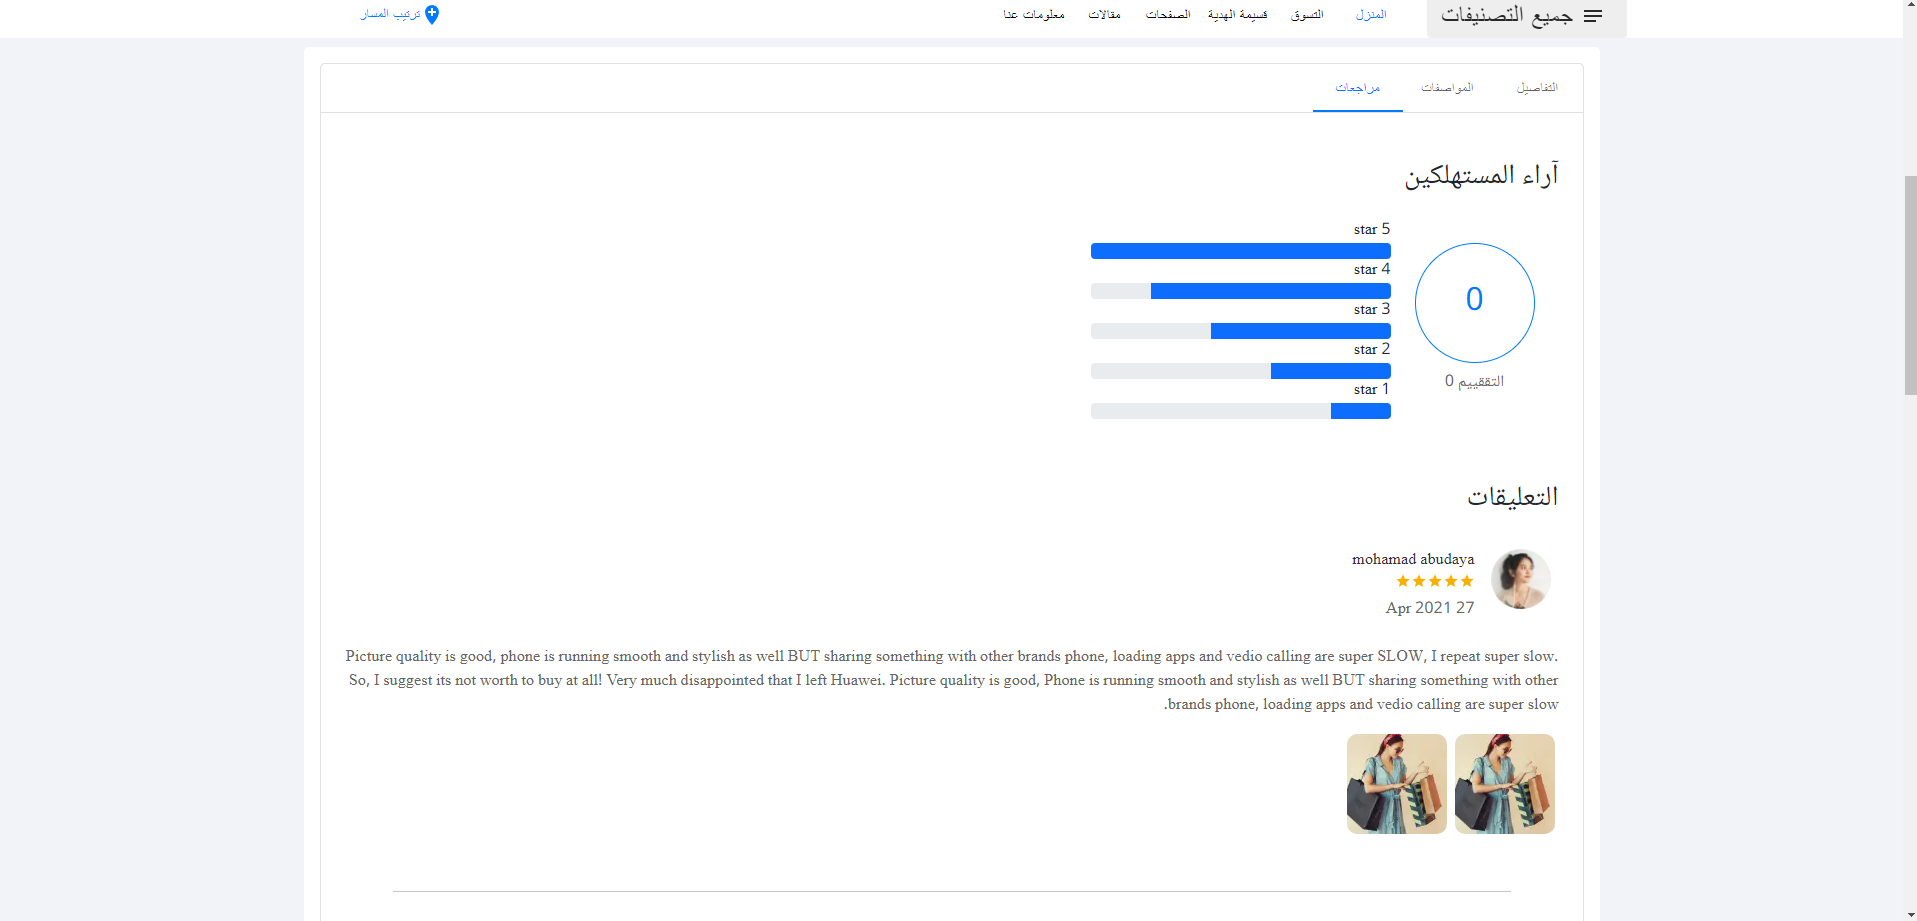 جميع التصنيفات
المنزل
التسوق
قسيمة الهدية
الصفحات
مقالات
معلومات عنا
ترتيب المسار
التفاصيل
المواصفات
مراجعات
آراء المستهلكين
0
التققييم 0
star 5
star 4
star 3
star 2
star 1
التعليقات
mohamad abudaya
Apr 2021 27
Picture quality is good, phone is running smooth and stylish as well BUT sharing something with other brands phone, loading apps and vedio calling are super SLOW, I repeat super slow.
So, I suggest its not worth to buy at all! Very much disappointed that I left Huawei. Picture quality is good, Phone is running smooth and stylish as well BUT sharing something with other
.brands phone, loading apps and vedio calling are super slow